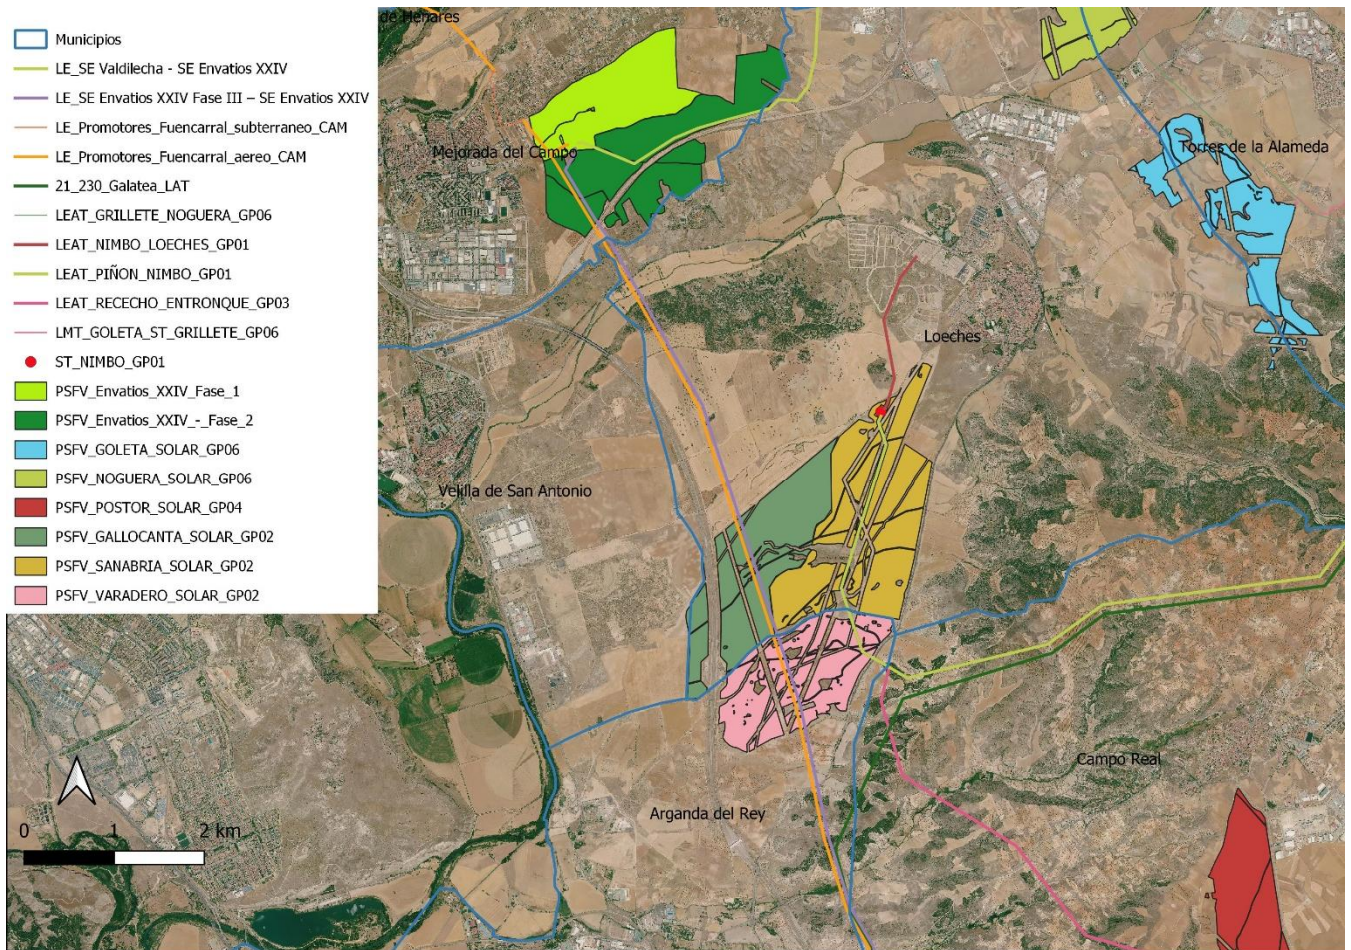 de Henares
Municipios
LE_SE Valdilecha - SE Envatios XXIV
LE_SE Envatios XXIV Fase III – SE Envatios XXIV
LE_Promotores_Fuencarral_subterraneo_CAM
LE_Promotores_Fuencarral_aereo_CAM
21_230_Galatea_LAT
LEAT_GRILLETE_NOGUERA_GP06
LEAT_NIMBO_LOECHES_GP01
LEAT_PIÑON_NIMBO_GP01
LEAT_RECECHO_ENTRONQUE_GP03
LMT_GOLETA_ST_GRILLETE_GP06
ST_NIMBO_GP01
PSFV_Envatios_XXIV_Fase_1
PSFV_Envatios_XXIV_-_Fase_2
PSFV_GOLETA_SOLAR_GP06
PSFV_NOGUERA_SOLAR_GP06
PSFV_POSTOR_SOLAR_GP04
PSFV_GALLOCANTA_SOLAR_GP02
PSFV_SANABRIA_SOLAR_GP02
PSFV_VARADERO_SOLAR_GP02
Mejorada del Campo
Torres de la Alameda
Loeches
Velilla de San Antonio
Campo Real
Arganda del Rey
0 1 2 km